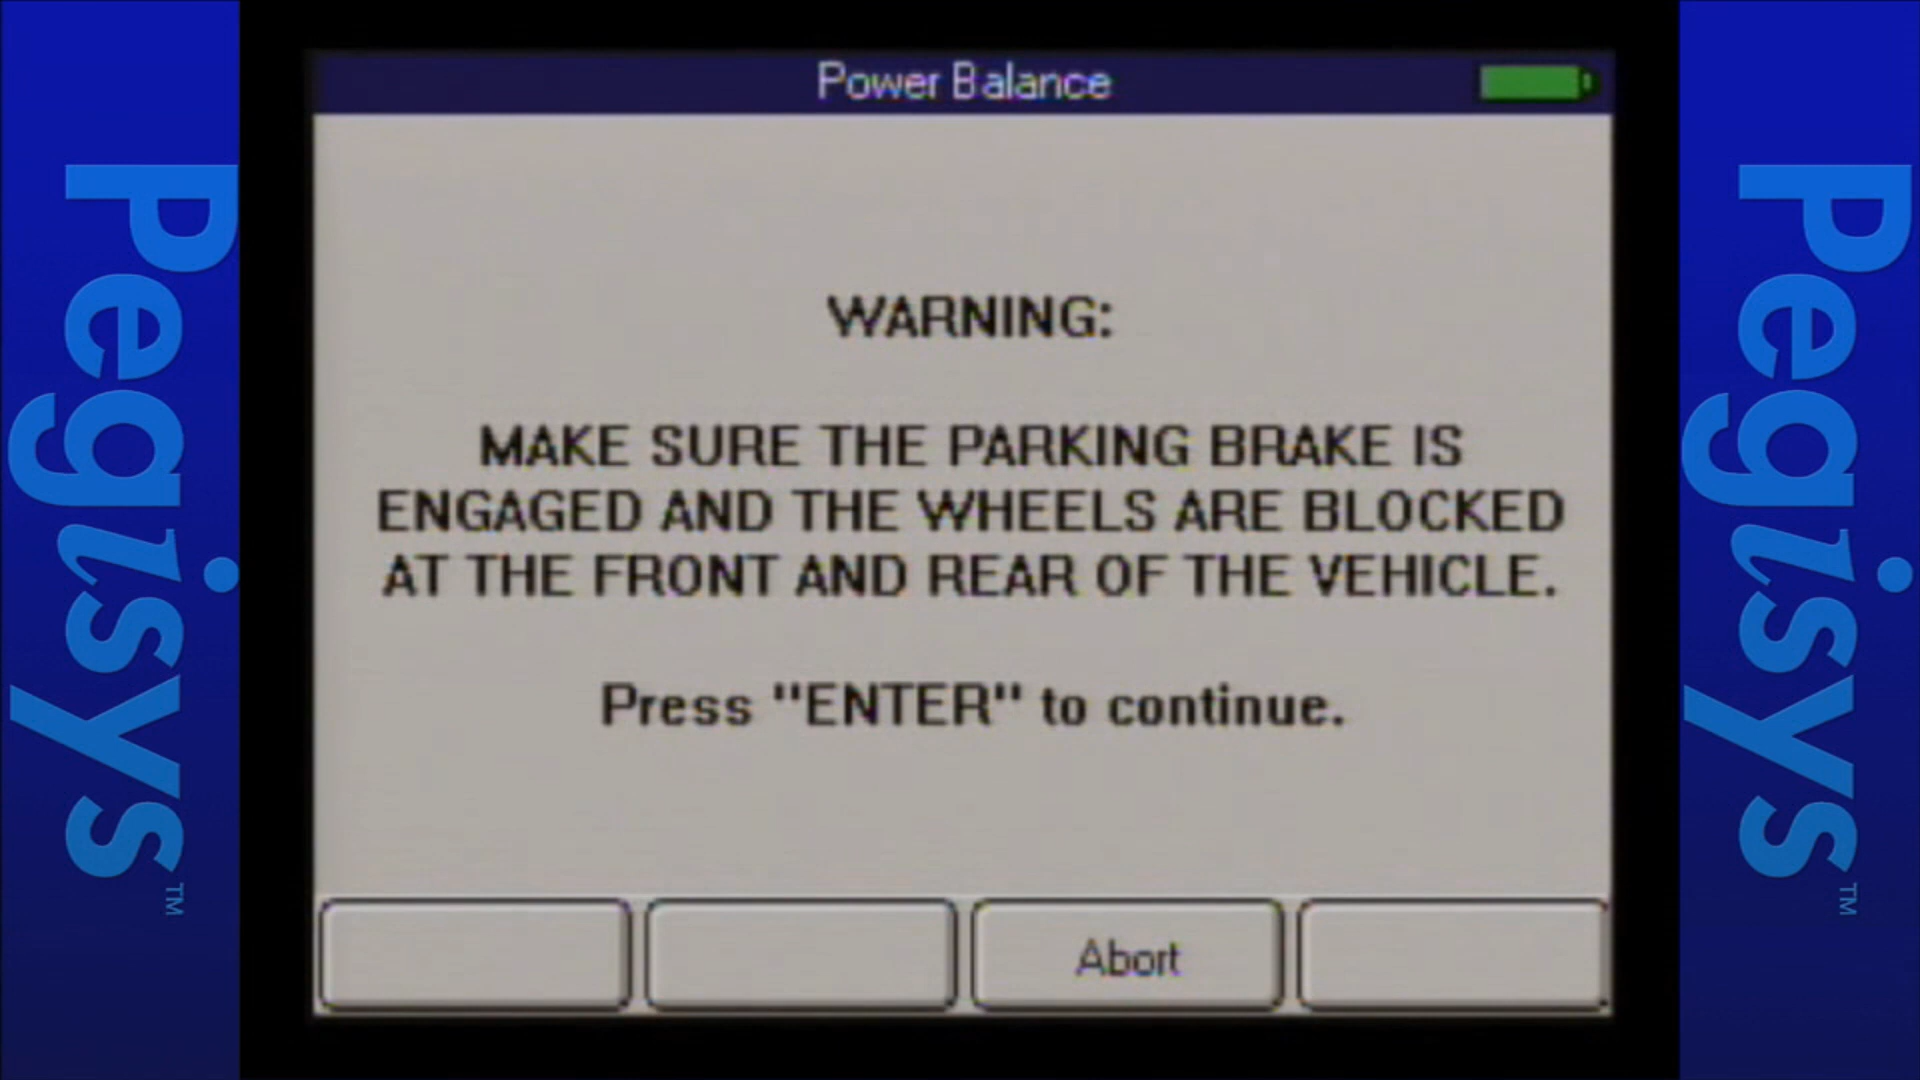 Power Balance
WARNING:
MAKE SURE THE PARKING BRAKE IS
ENGAGED AND THE WHEELS ARE BLOCKED
AT THE FRONT AND REAR OF THE VEHICLE.
Press "ENTER" to continue.
Abort
Pegisys™
Pegisys™